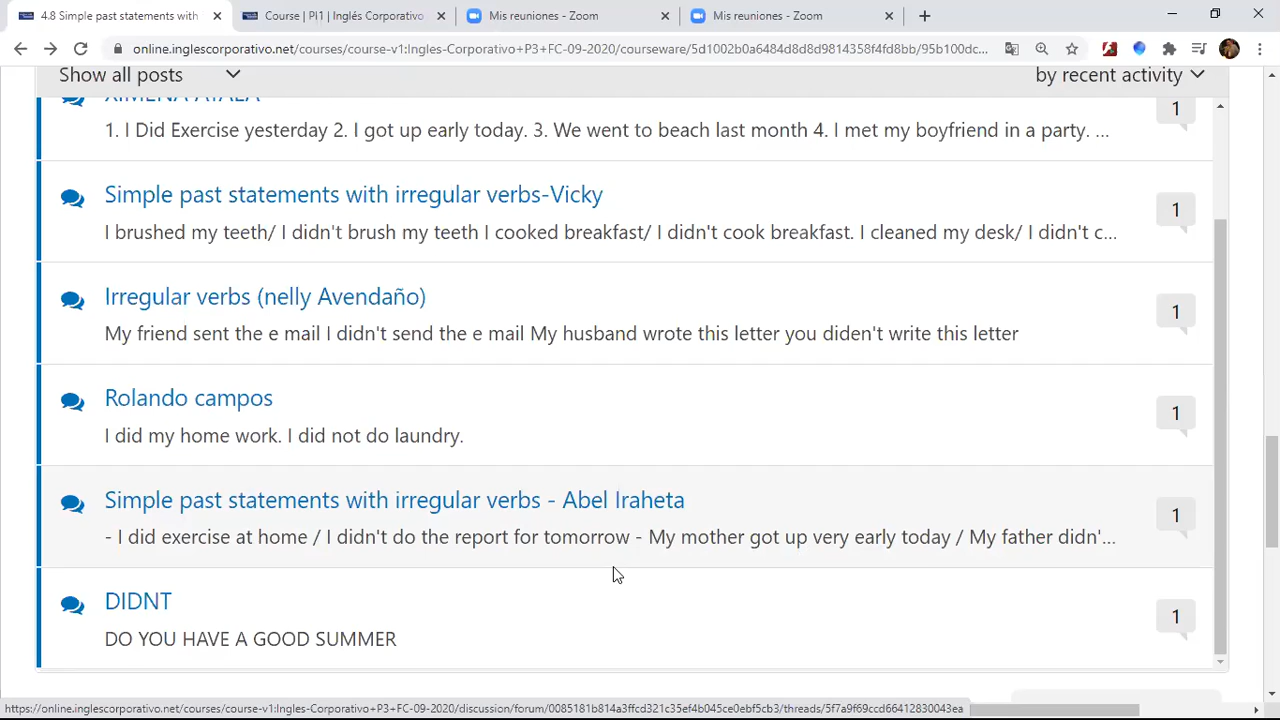 4.8 Simple past statements with
Course | PI1 | Inglés Corporativo
Mis reuniones - Zoom
Mis reuniones - Zoom
online.inglescorporativo.net/courses/course-v1:Ingles-Corporativo+P3+FC-09-2020/courseware/5d1002b0a6484d8d8d9814358f4fd8bb/95b100dc...
Show all posts
by recent activity
XIMENA AYALA
1
1. I Did Exercise yesterday 2. I got up early today. 3. We went to beach last month 4. I met my boyfriend in a party. ...
Simple past statements with irregular verbs-Vicky
1
I brushed my teeth/ I didn't brush my teeth I cooked breakfast/ I didn't cook breakfast. I cleaned my desk/ I didn't c...
Irregular verbs (nelly Avendaño)
1
My friend sent the e mail I didn't send the e mail My husband wrote this letter you diden't write this letter
Rolando campos
1
I did my home work. I did not do laundry.
Simple past statements with irregular verbs - Abel Iraheta
1
- I did exercise at home / I didn't do the report for tomorrow - My mother got up very early today / My father didn'...
DIDNT
1
DO YOU HAVE A GOOD SUMMER
https://online.inglescorporativo.net/courses/course-v1:Ingles-Corporativo+P3+FC-09-2020/discussion/forum/0085181b814a3ffcd321c35ef4b045ce0ebf5cb3/threads/5f7a9f69ccd66412830043ea